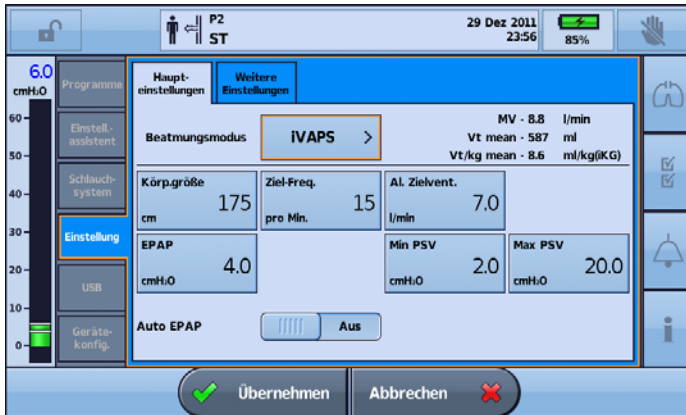 P2
ST
29 Dez 2011
23:56
85%
6.0
cmH2O
60
50
40
30
20
10
0
Programme
Einstell.-
assistent
Schlauch-
system
Einstellung
USB
Geräte-
konfig.
Haupt-
einstellungen
Weitere
Einstellungen
Beatmungsmodus
iVAPS >
MV - 8.8 l/min
Vt mean - 587 ml
Vt/kg mean - 8.6 ml/kg(iKG)
Körp.größe
175
cm
Ziel-Freq.
15
pro Min.
Al. Zielvent.
7.0
l/min
EPAP
4.0
cmH2O
Min PSV
2.0
cmH2O
Max PSV
20.0
cmH2O
Auto EPAP
Aus
Übernehmen
Abbrechen